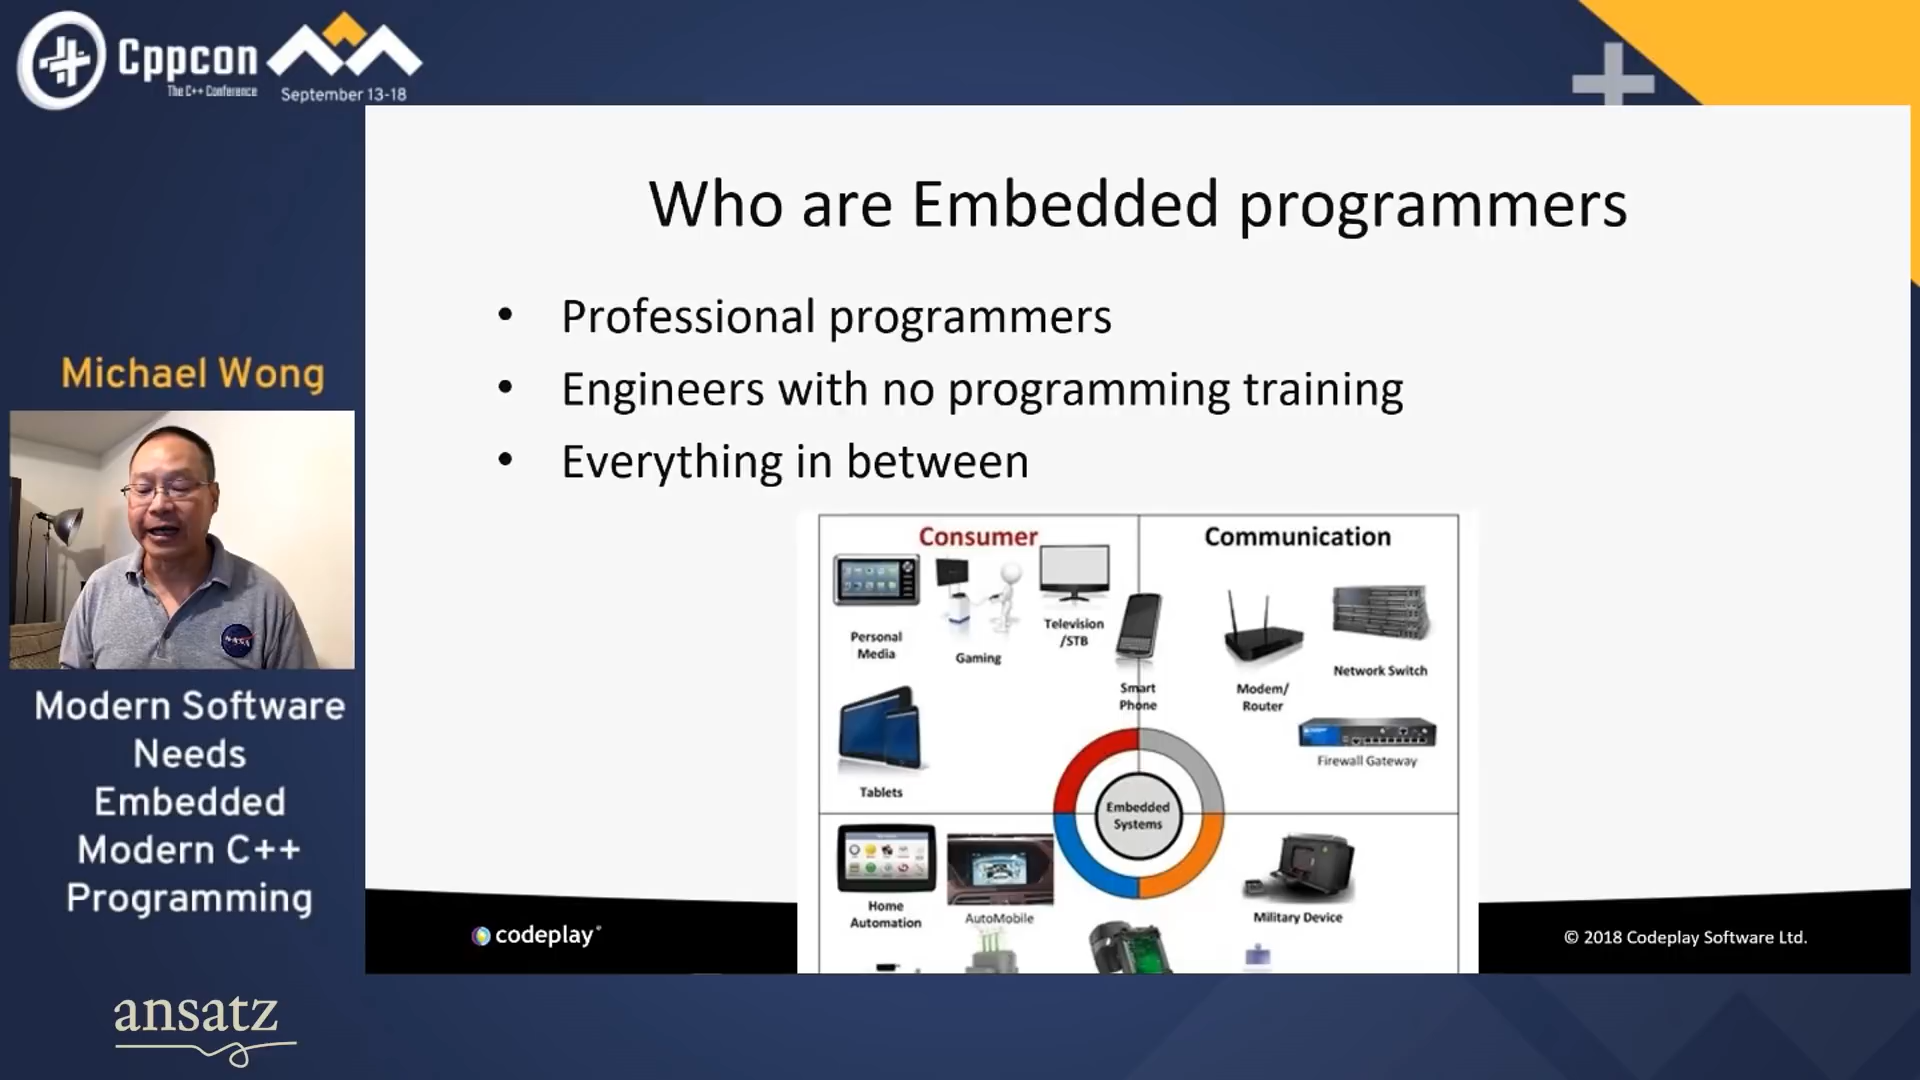 Cppcon
The C++ Conference
September 13-18
Michael Wong
Modern Software
Needs
Embedded
Modern C++
Programming
ansatz
Who are Embedded programmers
• Professional programmers
• Engineers with no programming training
• Everything in between
Consumer
Personal
Media
Gaming
Television
/STB
Smart
Phone
Tablets
Communication
Modem/
Router
Network Switch
Firewall Gateway
Embedded
Systems
Home
Automation
AutoMobile
Military Device
codeplay®
© 2018 Codeplay Software Ltd.